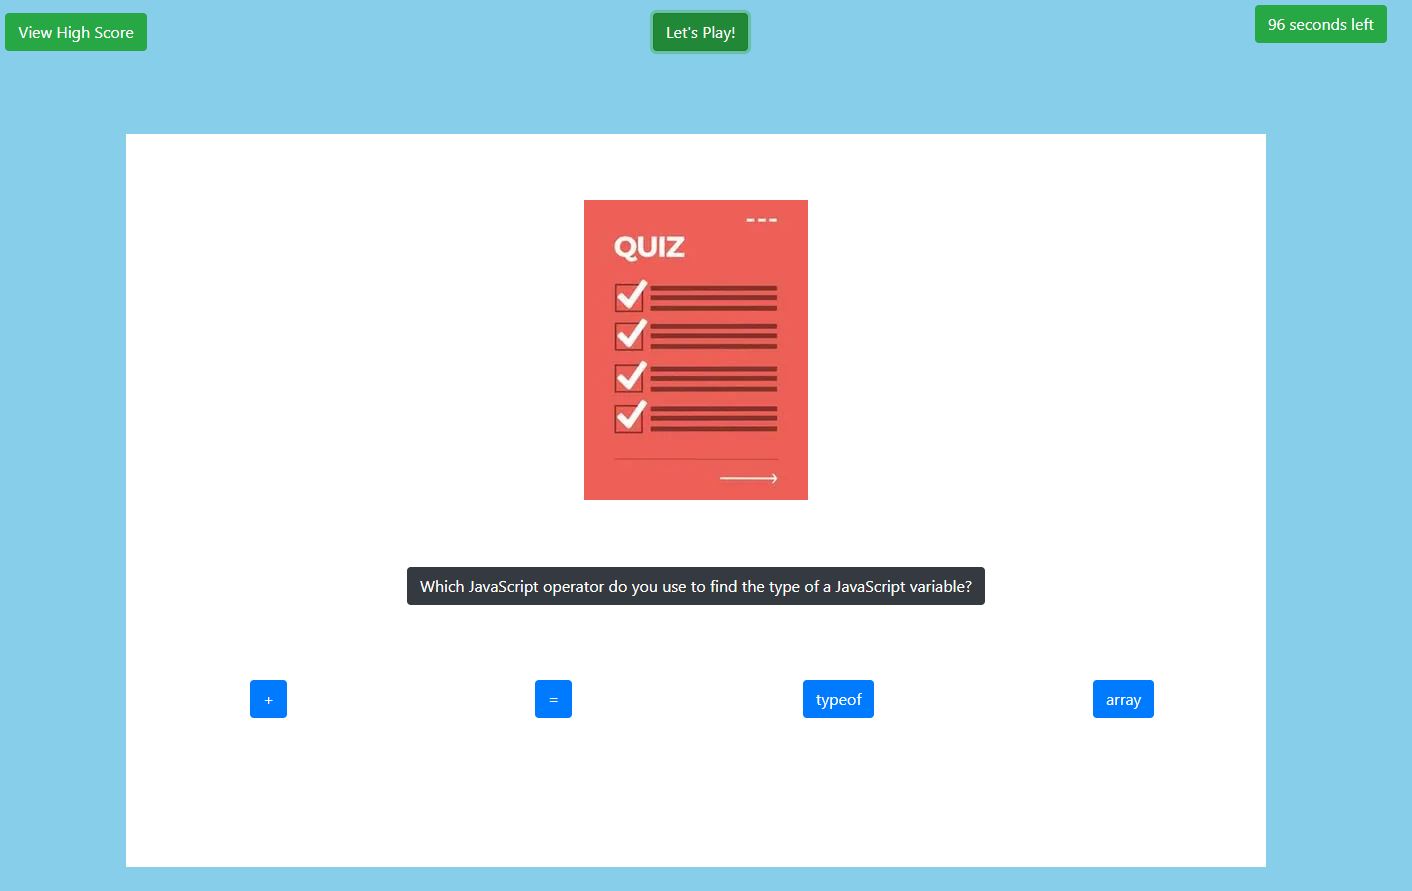 View High Score
Let's Play!
96 seconds left
QUIZ
Which JavaScript operator do you use to find the type of a JavaScript variable?
+
=
typeof
array